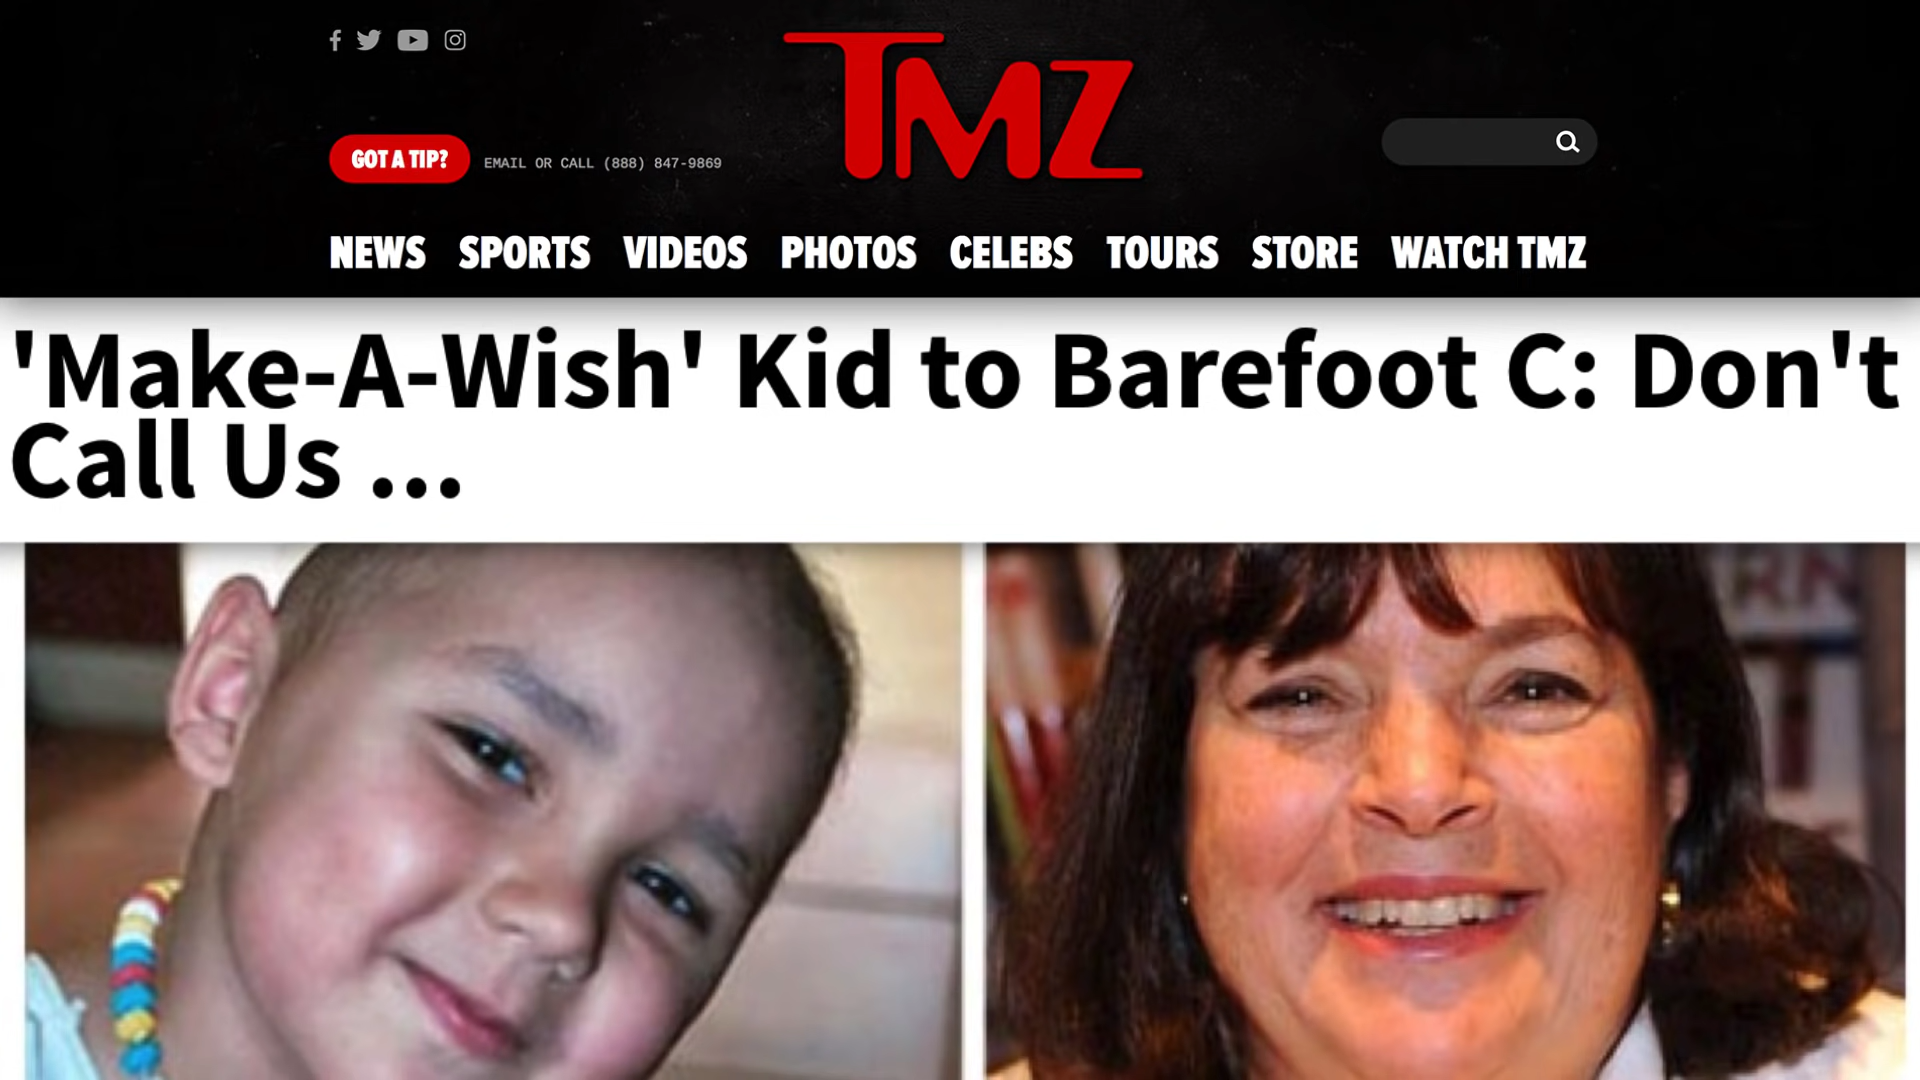 TMZ
GOT A TIP?
EMAIL OR CALL (888) 847-9869
NEWS SPORTS VIDEOS PHOTOS CELEBS TOURS STORE WATCH TMZ
'Make-A-Wish' Kid to Barefoot C: Don't
Call Us ...